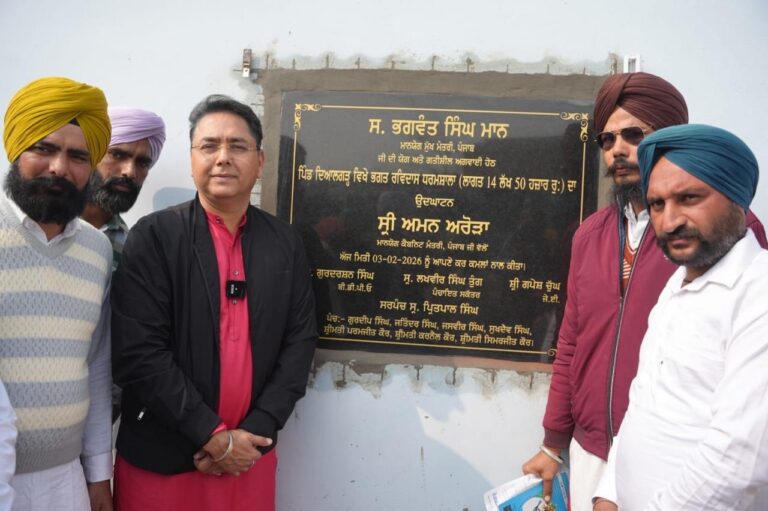 ਸ. ਭਗਵੰਤ ਸਿੰਘ ਮਾਨ
ਮਾਨਯੋਗ ਮੁੱਖ ਮੰਤਰੀ, ਪੰਜਾਬ
ਜੀ ਦੀ ਯੋਗ ਅਤੇ ਗਤੀਸ਼ੀਲ ਅਗਵਾਈ ਹੇਠ
ਪਿੰਡ ਦਿਆਲਗੜ੍ਹ ਵਿਖੇ ਭਗਤ ਰਵਿਦਾਸ ਧਰਮਸ਼ਾਲਾ (ਲਾਗਤ 14 ਲੱਖ 50 ਹਜ਼ਾਰ ਰੁ:) ਦਾ
ਉਦਘਾਟਨ
ਸ੍ਰੀ ਅਮਨ ਅਰੋੜਾ
ਮਾਨਯੋਗ ਕੈਬਨਿਟ ਮੰਤਰੀ, ਪੰਜਾਬ ਵੱਲੋਂ
ਅੱਜ ਮਿਤੀ 03-02-2026 ਨੂੰ ਆਪਣੇ ਕਰ ਕਮਲਾਂ ਨਾਲ ਕੀਤਾ।
ਗੁਰਦਰਸ਼ਨ ਸਿੰਘ
ਬੀ.ਡੀ.ਪੀ.ਓ
ਸ੍ਰ. ਲਖਵੀਰ ਸਿੰਘ ਤੁੰਗ
ਪੰਚਾਇਤ ਸਕੱਤਰ
ਸ੍ਰੀ ਗਪੇਸ਼ ਚੁੱਘ
ਜੇ.ਈ.
ਸਰਪੰਚ ਸ੍ਰ. ਪ੍ਰਿਤਪਾਲ ਸਿੰਘ
ਪੰਚ:- ਗੁਰਦੀਪ ਸਿੰਘ, ਜਤਿੰਦਰ ਸਿੰਘ, ਜਸਵੀਰ ਸਿੰਘ, ਸੁਖਦੇਵ ਸਿੰਘ,
ਸ਼੍ਰੀਮਤੀ ਪਰਮਜੀਤ ਕੌਰ, ਸ਼੍ਰੀਮਤੀ ਕਰਨੈਲ ਕੌਰ, ਸ਼੍ਰੀਮਤੀ ਸਿਮਰਜੀਤ ਕੌਰ।